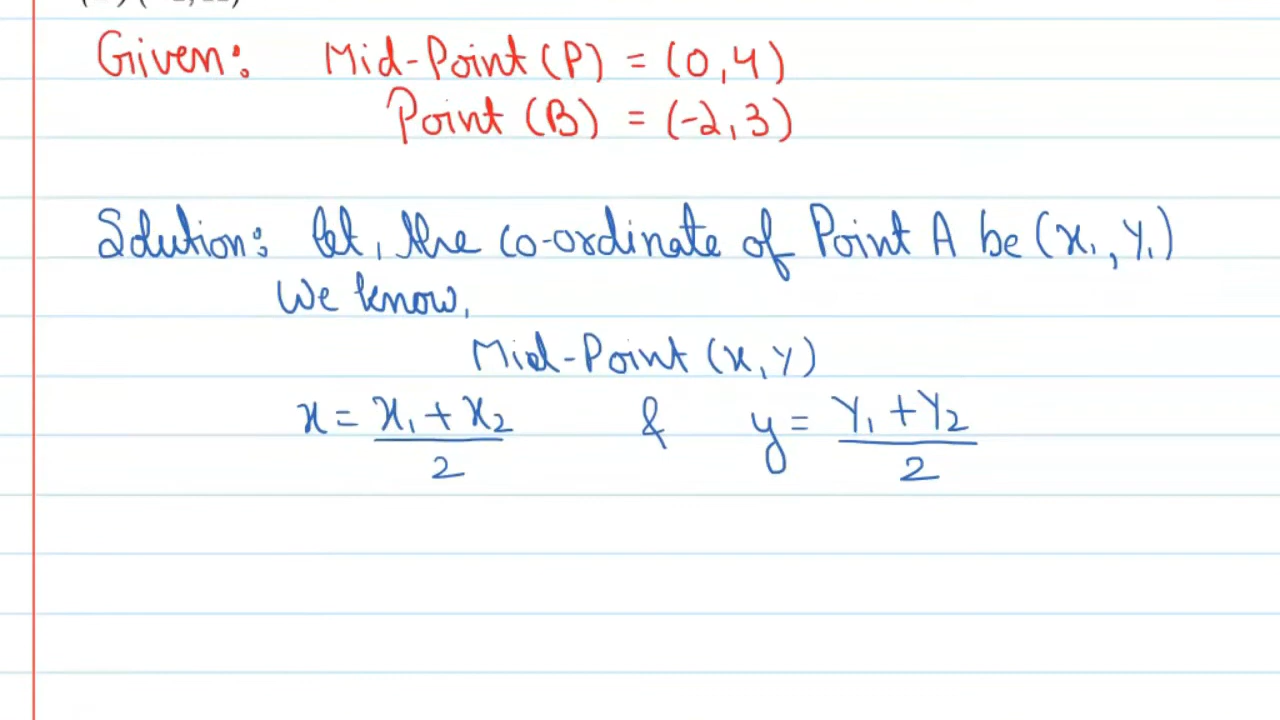 Given: Mid-Point (P) = (0,4)
Point (B) = (-2,3)
Solution: let, the co-ordinate of Point A be (x₁, y₁)
We know,
Mid-Point (x, y)
x = x₁ + x₂ / 2 & y = y₁ + y₂ / 2